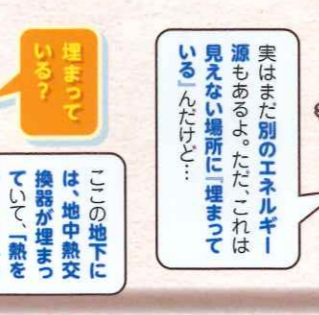 実はまだ別のエネルギー
源もあるよ。ただ、これは
見えない場所に『埋まって
いる』んだけど…
埋まって
いる?
ここの地下に
は、地中熱交
換器が埋まっ
ていて、「熱を